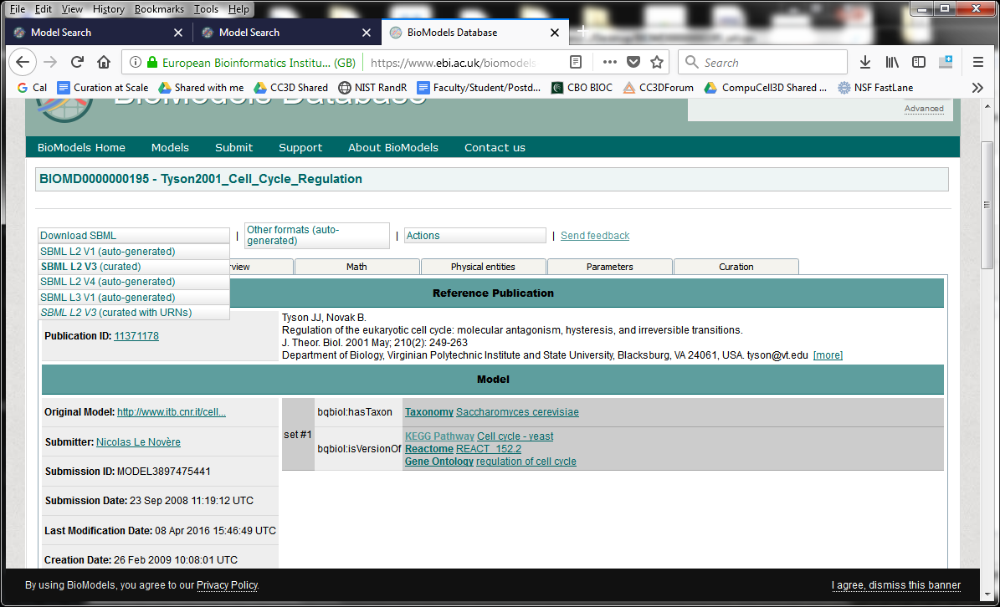 File Edit View History Bookmarks Tools Help
Model Search
Model Search
BioModels Database
European Bioinformatics Institu... (GB)
https://www.ebi.ac.uk/biomodels
Search
Cal
Curation at Scale
Shared with me
CC3D Shared
NIST RandR
Faculty/Student/Postd...
CBO BIOC
CC3DForum
CompuCell3D Shared ...
NSF FastLane
BioModels Database
Advanced
BioModels Home Models Submit Support About BioModels Contact us
BIOMD0000000195 - Tyson2001_Cell_Cycle_Regulation
Download SBML | Other formats (auto-generated) | Actions | Send feedback
SBML L2 V1 (auto-generated)
SBML L2 V3 (curated)
SBML L2 V4 (auto-generated)
SBML L3 V1 (auto-generated)
SBML L2 V3 (curated with URNs)
view Math Physical entities Parameters Curation
Reference Publication
Publication ID: 11371178
Tyson JJ, Novak B.
Regulation of the eukaryotic cell cycle: molecular antagonism, hysteresis, and irreversible transitions.
J. Theor. Biol. 2001 May; 210(2): 249-263
Department of Biology, Virginian Polytechnic Institute and State University, Blacksburg, VA 24061, USA. tyson@vt.edu [more]
Model
Original Model: http://www.itb.cnr.it/cell...
Submitter: Nicolas Le Novère
Submission ID: MODEL3897475441
Submission Date: 23 Sep 2008 11:19:12 UTC
Last Modification Date: 08 Apr 2016 15:46:49 UTC
Creation Date: 26 Feb 2009 10:08:01 UTC
set #1
bqbiol:hasTaxon
Taxonomy Saccharomyces cerevisiae
bqbiol:isVersionOf
KEGG Pathway Cell cycle - yeast
Reactome REACT_152.2
Gene Ontology regulation of cell cycle
By using BioModels, you agree to our Privacy Policy.
I agree, dismiss this banner